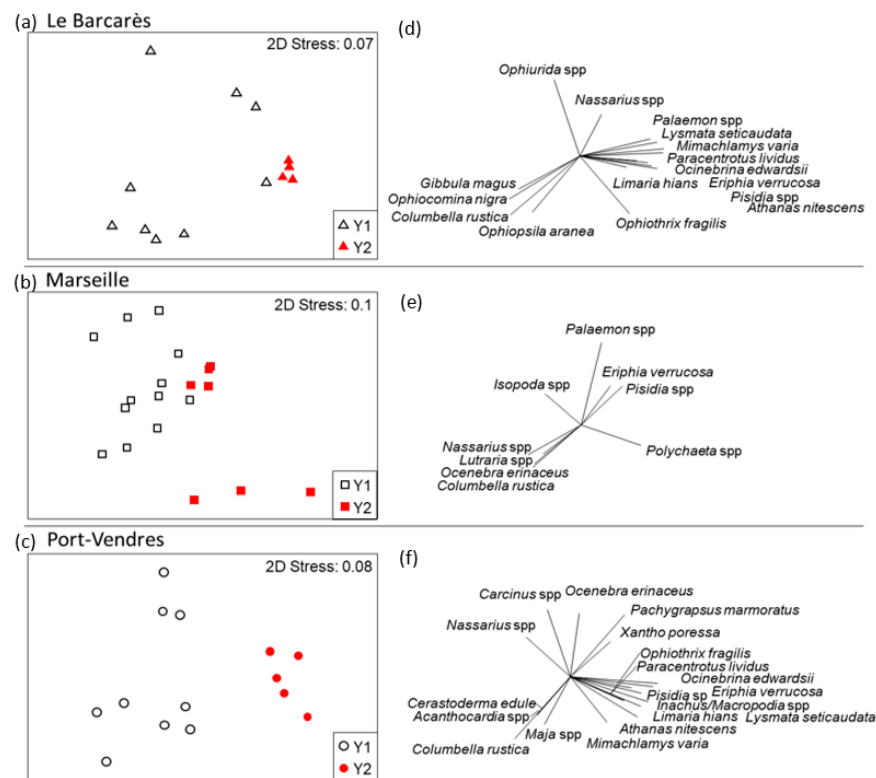 (a) Le Barcarès
2D Stress: 0.07
Y1
Y2
(d)
Ophiurida spp
Nassarius spp
Palaemon spp
Lysmata seticaudata
Mimachlamys varia
Paracentrotus lividus
Ocinebrina edwardsii
Limaria hians Eriphia verrucosa
Gibbula magus
Pisidia spp
Ophiocomina nigra
Athanas nitescens
Columbella rustica
Ophiothrix fragilis
Ophiopsila aranea
(b) Marseille
2D Stress: 0.1
Y1
Y2
(e)
Palaemon spp
Eriphia verrucosa
Isopoda spp
Pisidia spp
Nassarius spp
Polychaeta spp
Lutraria spp
Ocenebra erinaceus
Columbella rustica
(c) Port-Vendres
2D Stress: 0.08
Y1
Y2
(f)
Carcinus spp
Ocenebra erinaceus
Pachygrapsus marmoratus
Nassarius spp
Xantho poressa
Ophiothrix fragilis
Paracentrotus lividus
Ocinebrina edwardsii
Pisidia sp Eriphia verrucosa
Cerastoderma edule
Inachus/Macropodia spp
Acanthocardia spp
Limaria hians Lysmata seticaudata
Maja spp
Athanas nitescens
Columbella rustica
Mimachlamys varia